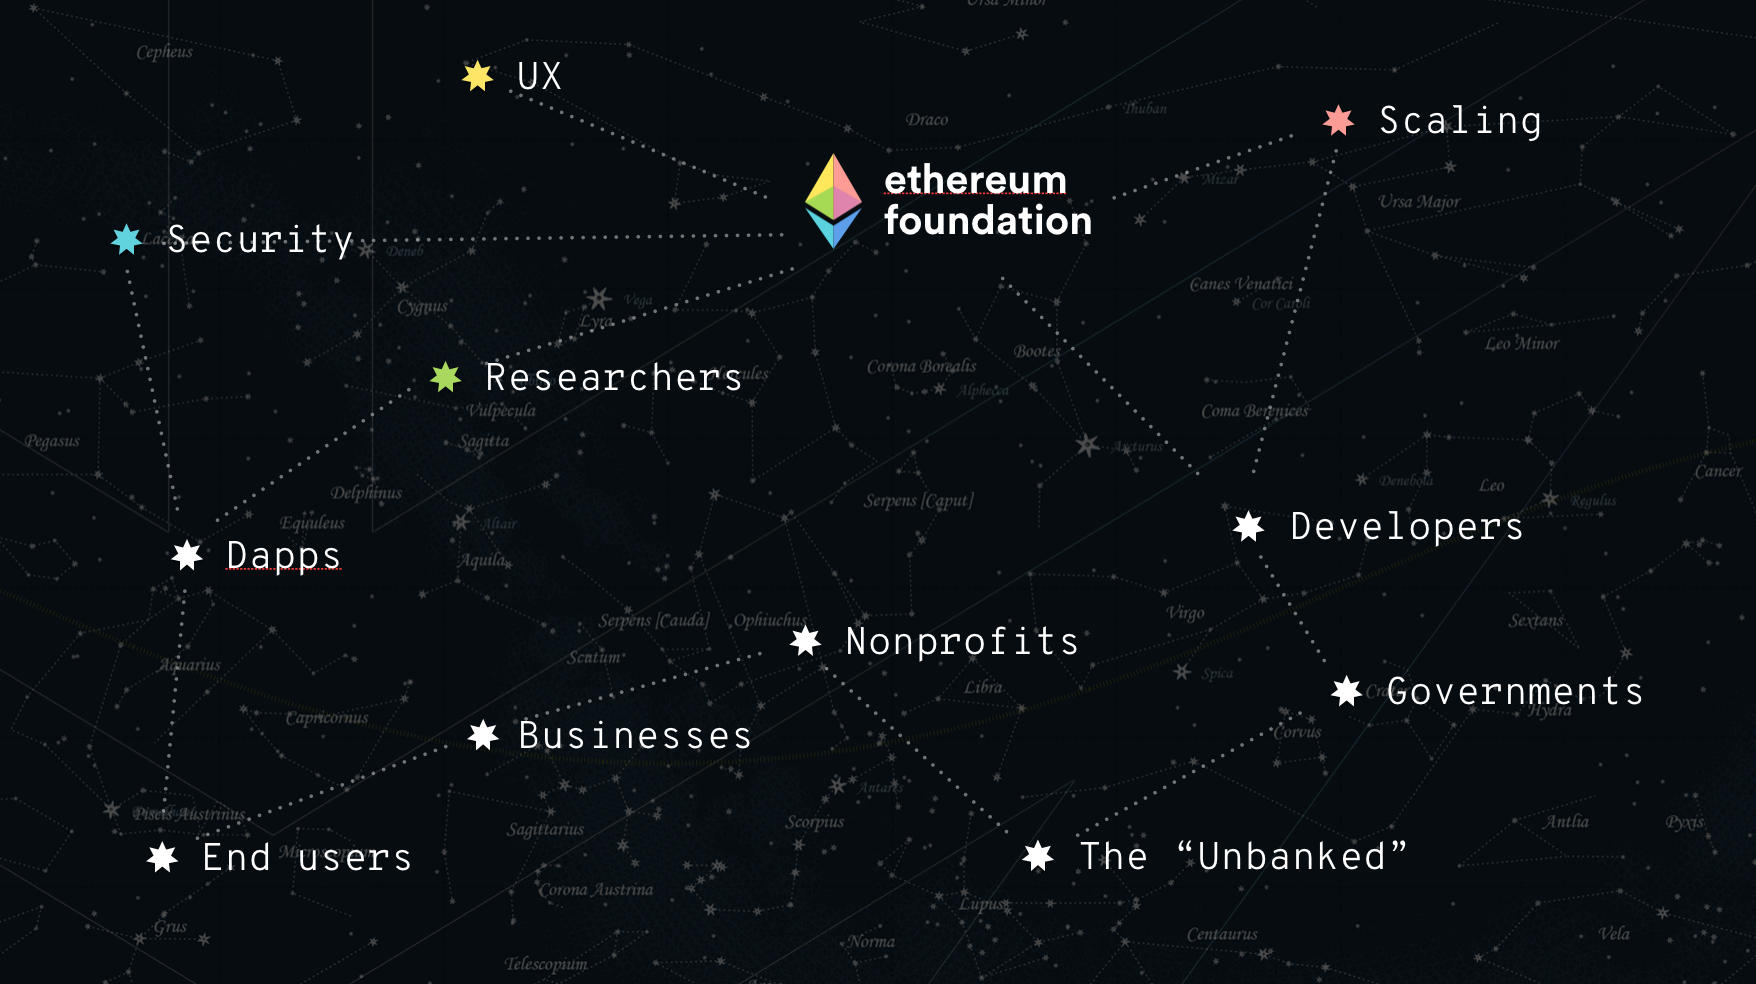 Ursa Minor
Cepheus
UX
Thuban
Draco
Scaling
ethereum
foundation
Mizar
Ursa Major
Security
Deneb
Canes Venatici
Cor Caroli
Cygnus
Vega
Lyra
Leo Minor
Bootes
Corona Borealis
Researchers
Alphecca
Vulpecula
Coma Berenices
Pegasus
Sagitta
Arcturus
Cancer
Denebola
Leo
Delphinus
Serpens [Caput]
Regulus
Equuleus
Altair
Developers
Dapps
Aquila
Virgo
Serpens [Cauda]
Ophiuchus
Sextans
Nonprofits
Scutum
Aquarius
Spica
Libra
Governments
Hydra
Capricornus
Corvus
Businesses
Antares
Piscis Austrinus
Sagittarius
Scorpius
Antlia
Pyxis
End users
The “Unbanked”
Corona Austrina
Lupus
Grus
Norma
Centaurus
Vela
Telescopium